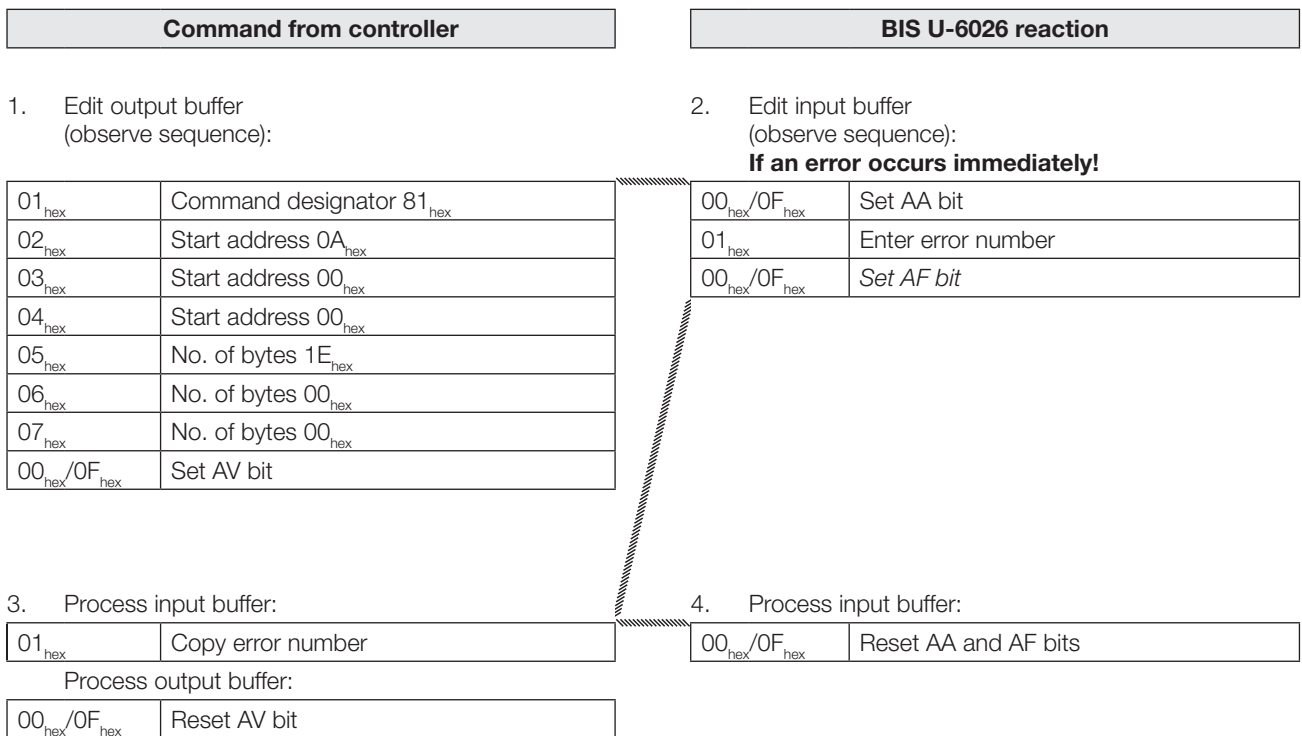 Command from controller
BIS U-6026 reaction
1. Edit output buffer
(observe sequence):
2. Edit input buffer
(observe sequence):
If an error occurs immediately!
01hex Command designator 81hex
02hex Start address 0Ahex
03hex Start address 00hex
04hex Start address 00hex
05hex No. of bytes 1Ehex
06hex No. of bytes 00hex
07hex No. of bytes 00hex
00hex/0Fhex Set AV bit
00hex/0Fhex Set AA bit
01hex Enter error number
00hex/0Fhex Set AF bit
3. Process input buffer:
01hex Copy error number
Process output buffer:
00hex/0Fhex Reset AV bit
4. Process input buffer:
00hex/0Fhex Reset AA and AF bits